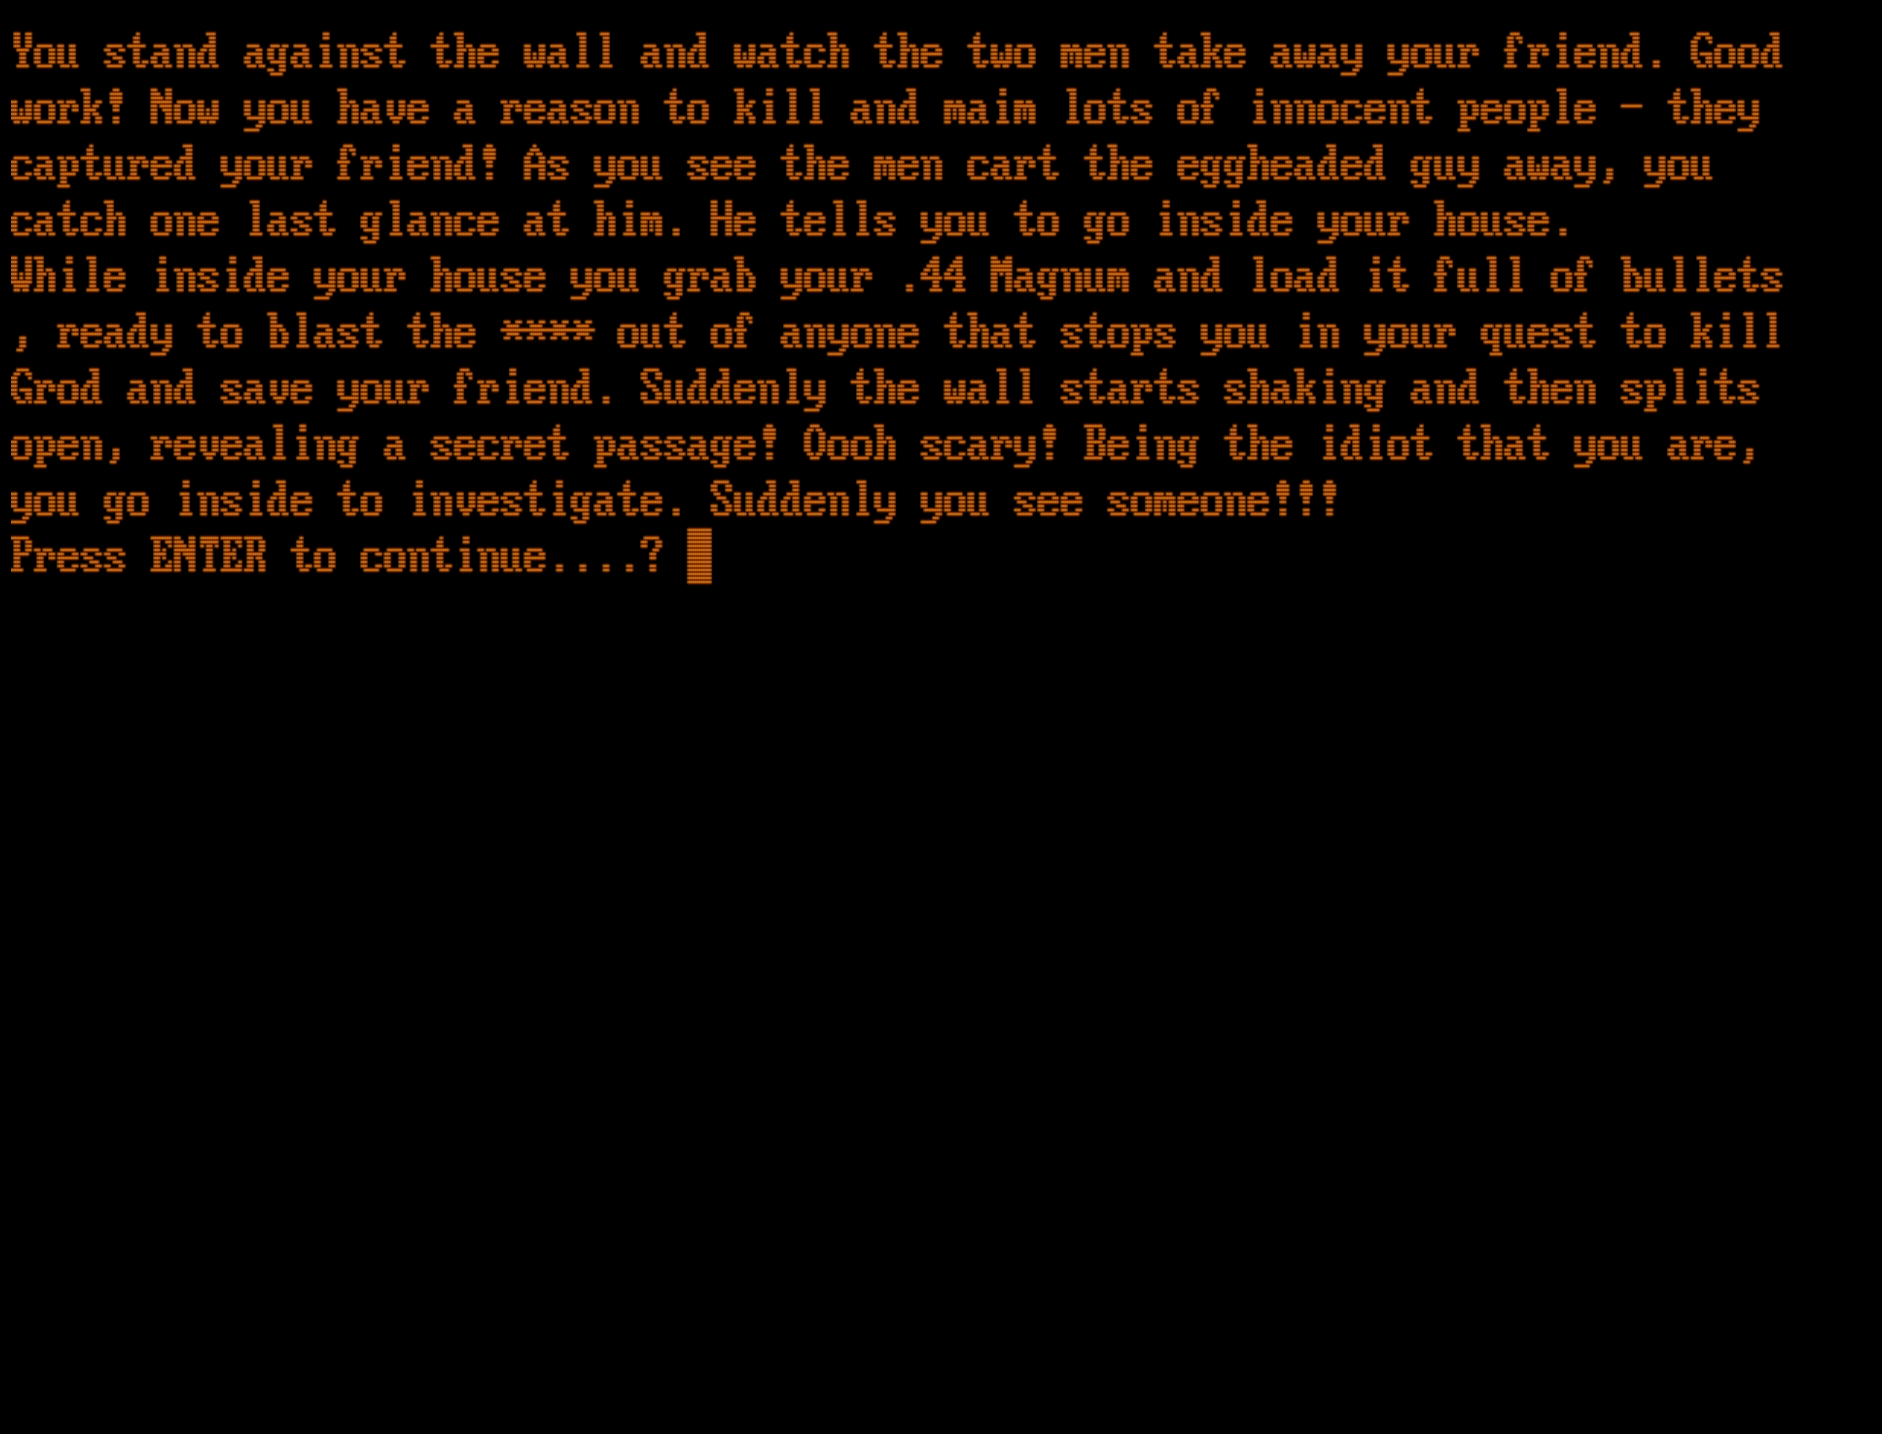 You stand against the wall and watch the two men take away your friend. Good
work! Now you have a reason to kill and maim lots of innocent people - they
captured your friend! As you see the men cart the eggheaded guy away, you
catch one last glance at him. He tells you to go inside your house.
While inside your house you grab your .44 Magnum and load it full of bullets
, ready to blast the **** out of anyone that stops you in your quest to kill
Grod and save your friend. Suddenly the wall starts shaking and then splits
open, revealing a secret passage! Oooh scary! Being the idiot that you are,
you go inside to investigate. Suddenly you see someone!!!
Press ENTER to continue....?